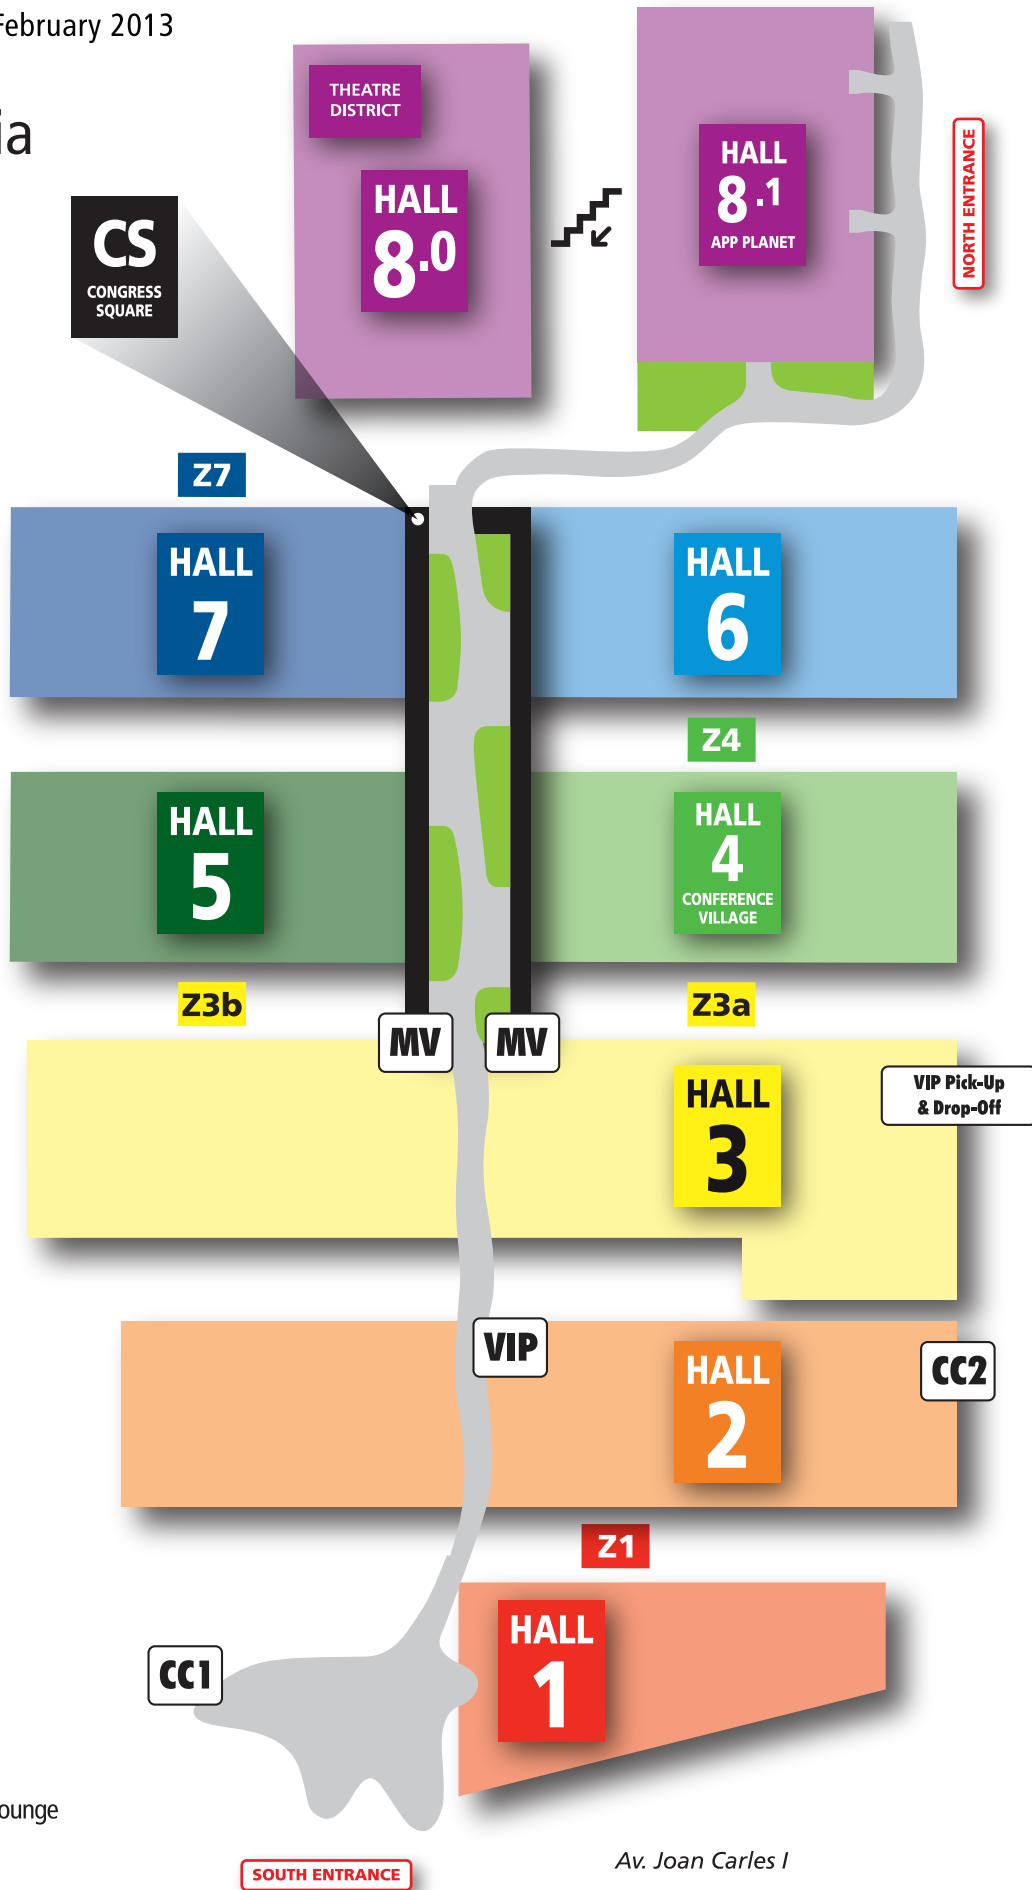 February 2013
ia
THEATRE
DISTRICT
HALL
8.0
HALL
8.1
APP PLANET
NORTH ENTRANCE
CS
CONGRESS
SQUARE
Z7
HALL
7
HALL
6
Z4
HALL
5
HALL
4
CONFERENCE
VILLAGE
Z3b
Z3a
MV
MV
HALL
3
VIP Pick-Up
& Drop-Off
VIP
HALL
2
CC2
Z1
HALL
1
CC1
ounge
SOUTH ENTRANCE
Av. Joan Carles I